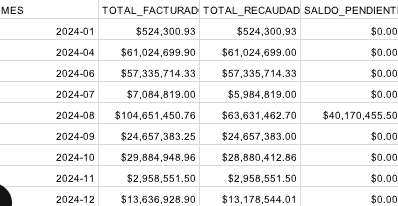 MES TOTAL_FACTURAD TOTAL_RECAUDAD SALDO_PENDIENT
2024-01 $524,300.93 $524,300.93 $0.00
2024-04 $61,024,699.90 $61,024,699.00 $0.00
2024-06 $57,335,714.33 $57,335,714.33 $0.00
2024-07 $7,084,819.00 $5,984,819.00 $0.00
2024-08 $104,651,450.76 $63,631,462.70 $40,170,455.50
2024-09 $24,657,383.25 $24,657,383.00 $0.00
2024-10 $29,884,948.96 $28,880,412.86 $0.00
2024-11 $2,958,551.50 $2,958,551.50 $0.00
2024-12 $13,636,928.90 $13,178,544.01 $0.00